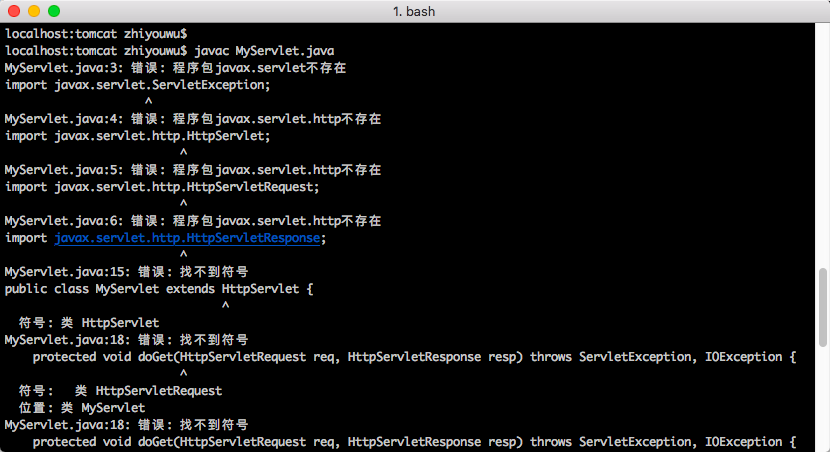 1. bash
localhost:tomcat zhiyouwu$
localhost:tomcat zhiyouwu$ javac MyServlet.java
MyServlet.java:3: 错误: 程序包javax.servlet不存在
import javax.servlet.ServletException;
^
MyServlet.java:4: 错误: 程序包javax.servlet.http不存在
import javax.servlet.http.HttpServlet;
^
MyServlet.java:5: 错误: 程序包javax.servlet.http不存在
import javax.servlet.http.HttpServletRequest;
^
MyServlet.java:6: 错误: 程序包javax.servlet.http不存在
import javax.servlet.http.HttpServletResponse;
^
MyServlet.java:15: 错误: 找不到符号
public class MyServlet extends HttpServlet {
^
符号: 类 HttpServlet
MyServlet.java:18: 错误: 找不到符号
protected void doGet(HttpServletRequest req, HttpServletResponse resp) throws ServletException, IOException {
^
符号: 类 HttpServletRequest
位置: 类 MyServlet
MyServlet.java:18: 错误: 找不到符号
protected void doGet(HttpServletRequest req, HttpServletResponse resp) throws ServletException, IOException {